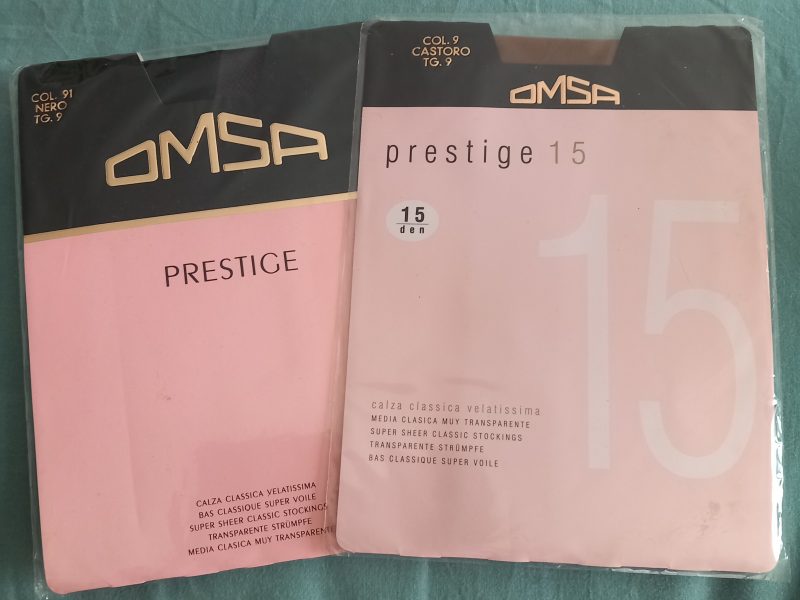 COL. 91
NERO
TG. 9
OMSA
PRESTIGE
CALZA CLASSICA VELATISSIMA
BAS CLASSIQUE SUPER VOILE
SUPER SHEER CLASSIC STOCKINGS
TRANSPARENTE STRÜMPFE
MEDIA CLASICA MUY TRANSPARENTE
COL. 9
CASTORO
TG. 9
OMSA
prestige 15
15
den
15
calza classica velatissima
MEDIA CLASICA MUY TRANSPARENTE
SUPER SHEER CLASSIC STOCKINGS
TRANSPARENTE STRÜMPFE
BAS CLASSIQUE SUPER VOILE